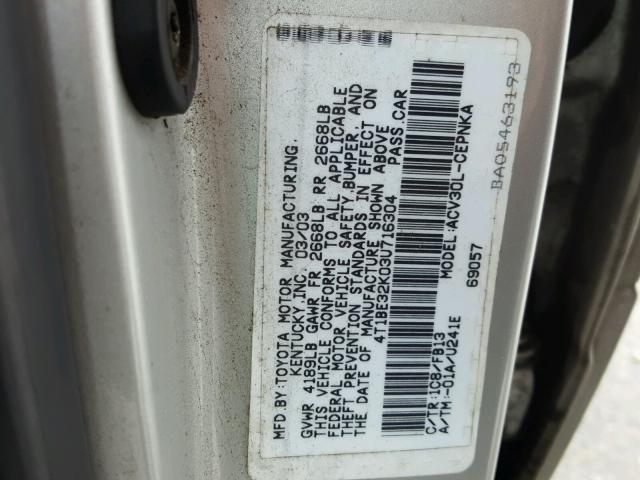 MFD.BY:TOYOTA MOTOR MANUFACTURING.
KENTUCKY,INC. 03/03
GVWR 4189LB GAWR FR 2668LB RR 2668LB
THIS VEHICLE CONFORMS TO ALL APPLICABLE
FEDERAL MOTOR VEHICLE SAFETY,BUMPER, AND
THEFT PREVENTION STANDARDS IN EFFECT ON
THE DATE OF MANUFACTURE SHOWN ABOVE
4T1BE32K03U716304 PASS.CAR
C/TR:1C8/FB13 MODEL:ACV30L-CEPNKA
A/TM:-01A/U241E 69057
BA05463193